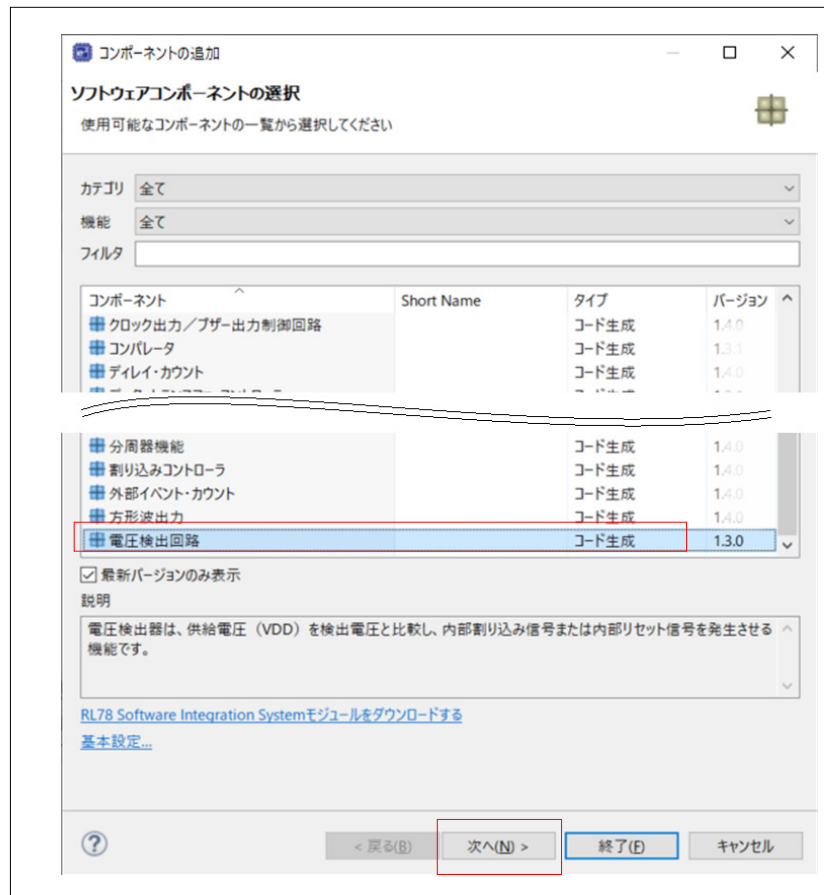 コンポーネントの追加
ソフトウェアコンポーネントの選択
使用可能なコンポーネントの一覧から選択してください
カテゴリ 全て
機能 全て
フィルタ
コンポーネント Short Name タイプ バージョン
クロック出力／ブザー出力制御回路 コード生成 1.4.0
コンパレータ コード生成 1.3.1
ディレイ・カウント コード生成 1.4.0
分周器機能 コード生成 1.4.0
割り込みコントローラ コード生成 1.4.0
外部イベント・カウント コード生成 1.4.0
方形波出力 コード生成 1.4.0
電圧検出回路 コード生成 1.3.0
最新バージョンのみ表示
説明
電圧検出器は、供給電圧（VDD）を検出電圧と比較し、内部割り込み信号または内部リセット信号を発生させる
機能です。
RL78 Software Integration Systemモジュールをダウンロードする
基本設定...
< 戻る(B) 次へ(N) > 終了(F) キャンセル